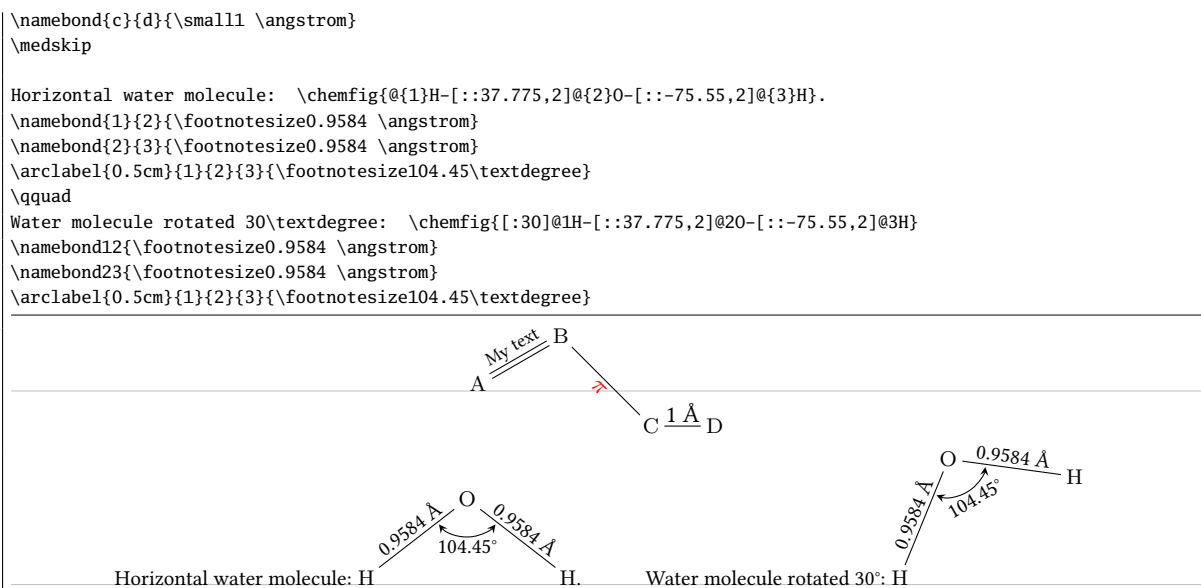 \namebond{c}{d}{\small1 \angstrom}
\medskip
Horizontal water molecule:  \chemfig{@{1}H-[::37.775,2]@{2}O-[::-75.55,2]@{3}H}.
\namebond{1}{2}{\footnotesize0.9584 \angstrom}
\namebond{2}{3}{\footnotesize0.9584 \angstrom}
\arclabel{0.5cm}{1}{2}{3}{\footnotesize104.45\textdegree}
\qquad
Water molecule rotated 30\textdegree:  \chemfig{[:30]@1H-[::37.775,2]@2O-[::-75.55,2]@3H}
\namebond12{\footnotesize0.9584 \angstrom}
\namebond23{\footnotesize0.9584 \angstrom}
\arclabel{0.5cm}{1}{2}{3}{\footnotesize104.45\textdegree}
My text
B
A
π
C 1 Å D
O
0.9584 Å
0.9584 Å
104.45°
Horizontal water molecule: H
H.
O
0.9584 Å
H
0.9584 Å
104.45°
Water molecule rotated 30°: H